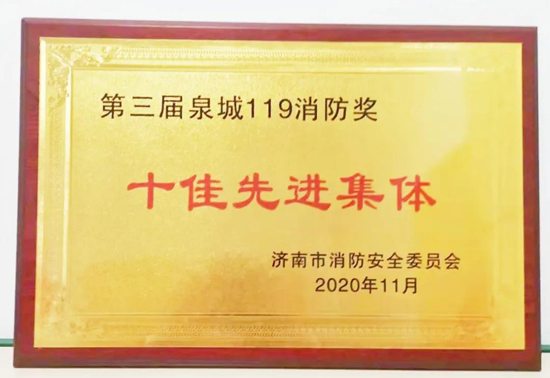 第三届泉城119消防奖
十佳先进集体
济南市消防安全委员会
2020年11月